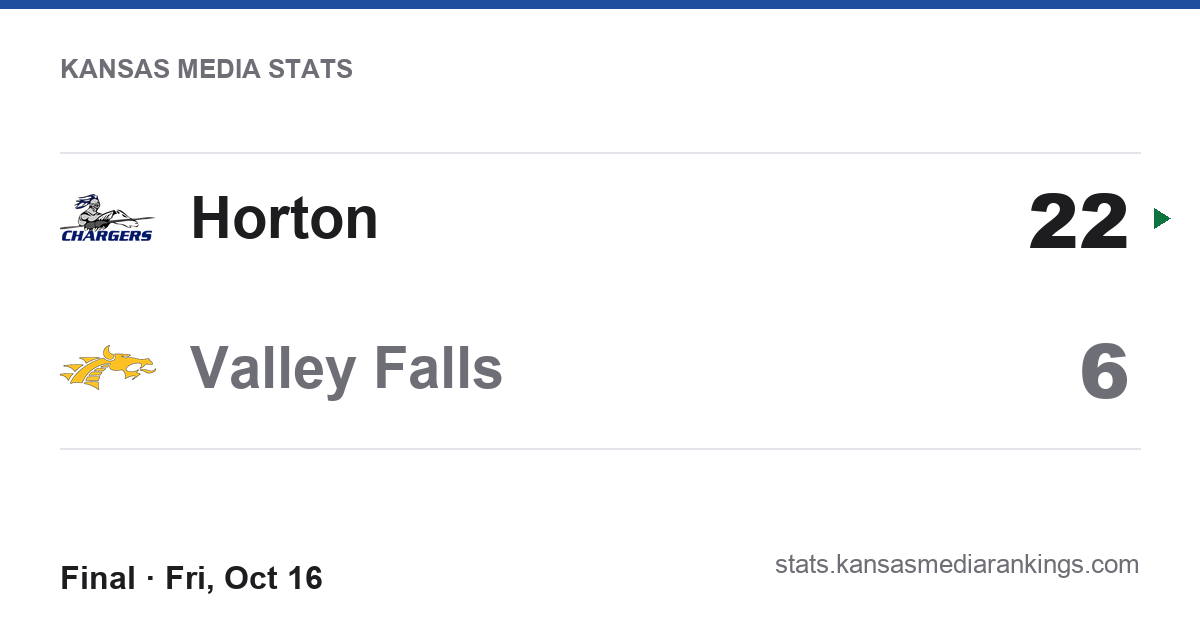 KANSAS MEDIA STATS
CHARGERS
Horton
22
Valley Falls
6
Final · Fri, Oct 16
stats.kansasmediarankings.com